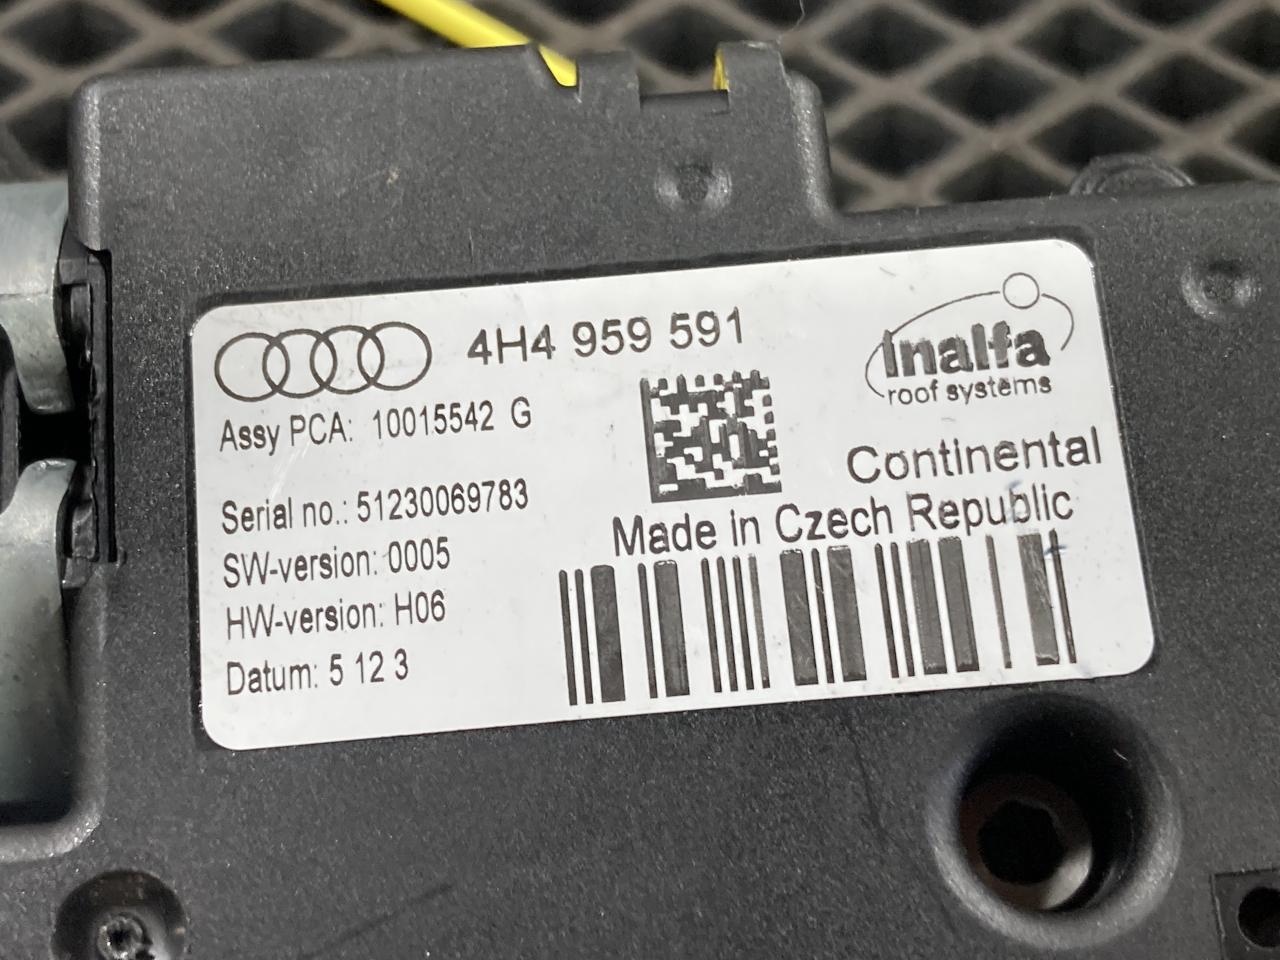 4H4 959 591
Inalfa
roof systems
Assy PCA: 10015542 G
Continental
Serial no.: 51230069783
Made in Czech Republic
SW-version: 0005
HW-version: H06
Datum: 5 12 3